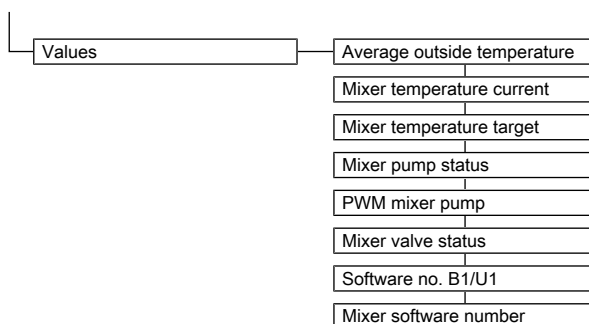 Values
Average outside temperature
Mixer temperature current
Mixer temperature target
Mixer pump status
PWM mixer pump
Mixer valve status
Software no. B1/U1
Mixer software number